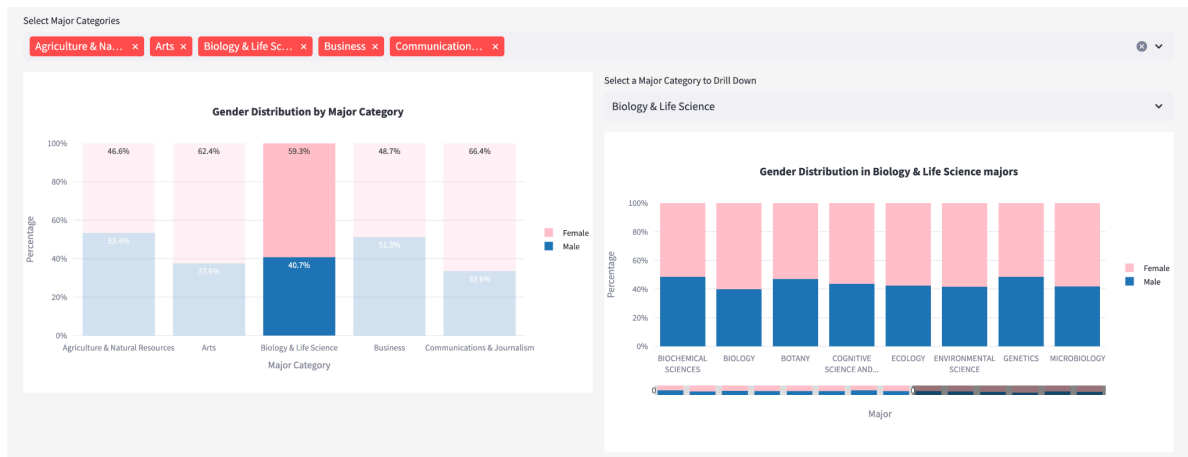 Select Major Categories
Agriculture & Na... ×
Arts ×
Biology & Life Sc... ×
Business ×
Communication... ×
Gender Distribution by Major Category
100%
80%
60%
40%
20%
0%
Percentage
46.6%
62.4%
59.3%
48.7%
66.4%
53.4%
37.6%
40.7%
51.3%
33.6%
Agriculture & Natural Resources
Arts
Biology & Life Science
Business
Communications & Journalism
Major Category
Female
Male
Select a Major Category to Drill Down
Biology & Life Science
Gender Distribution in Biology & Life Science majors
100%
80%
60%
40%
20%
0%
Percentage
BIOCHEMICAL
SCIENCES
BIOLOGY
BOTANY
COGNITIVE
SCIENCE AND...
ECOLOGY
ENVIRONMENTAL
SCIENCE
GENETICS
MICROBIOLOGY
Major
Female
Male